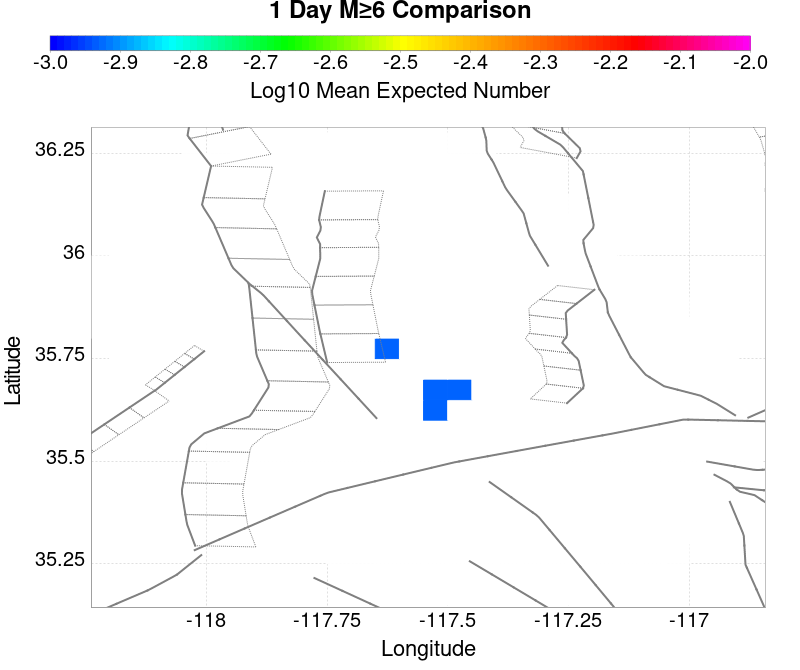 1 Day M≥6 Comparison
-3.0 -2.9 -2.8 -2.7 -2.6 -2.5 -2.4 -2.3 -2.2 -2.1 -2.0
Log10 Mean Expected Number
36.25
36
35.75
35.5
35.25
Latitude
-118 -117.75 -117.5 -117.25 -117
Longitude